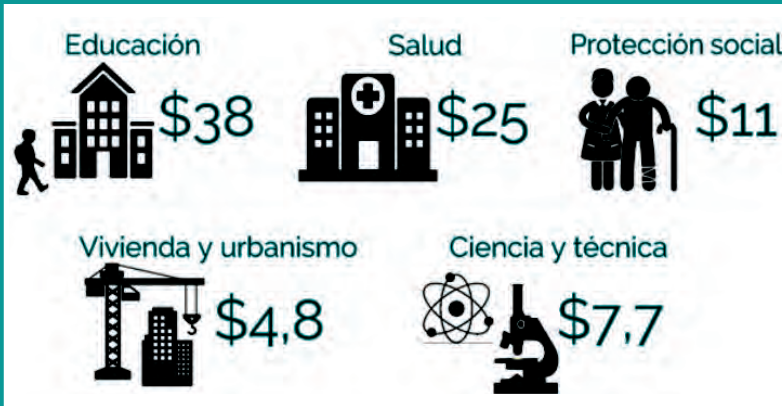 Educación
$38
Salud
$25
Protección social
$11
Vivienda y urbanismo
$4,8
Ciencia y técnica
$7,7